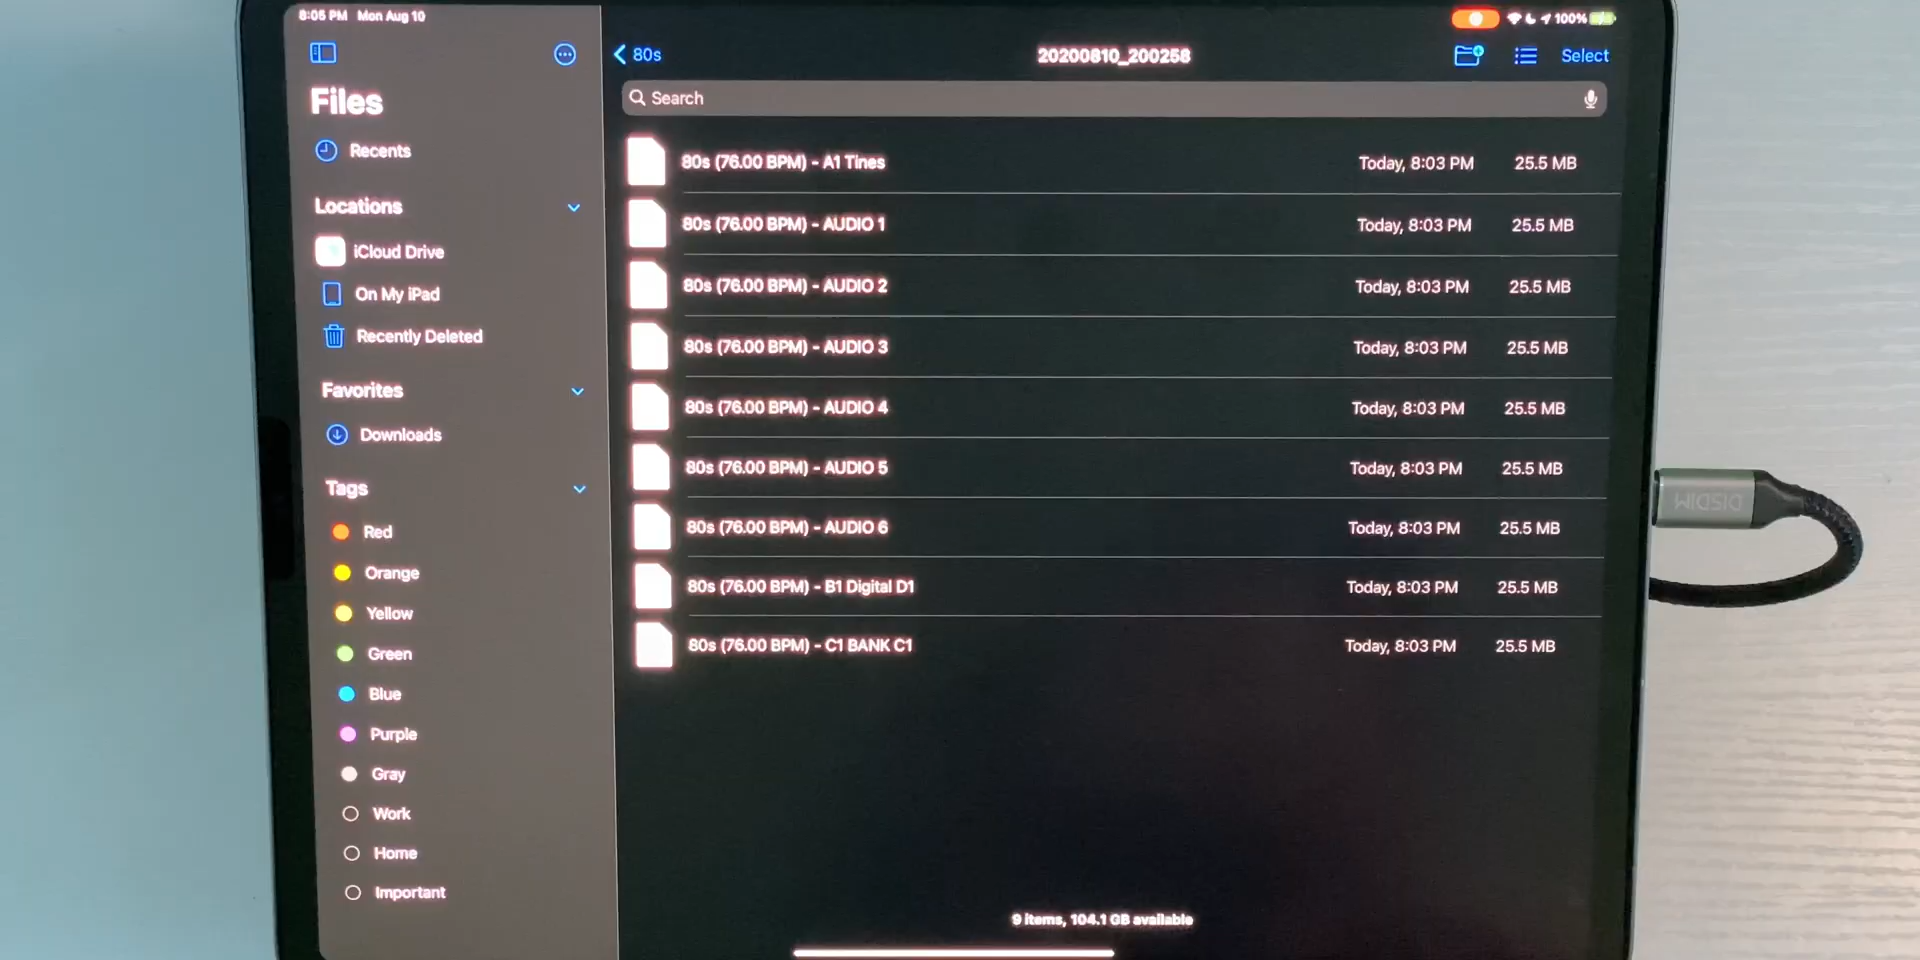 8:05 PM Mon Aug 10
100%
Files
Recents
Locations
iCloud Drive
On My iPad
Recently Deleted
Favorites
Downloads
Tags
Red
Orange
Yellow
Green
Blue
Purple
Gray
Work
Home
Important
80s
20200810_200258
Select
Search
80s (76.00 BPM) - A1 Tines Today, 8:03 PM 25.5 MB
80s (76.00 BPM) - AUDIO 1 Today, 8:03 PM 25.5 MB
80s (76.00 BPM) - AUDIO 2 Today, 8:03 PM 25.5 MB
80s (76.00 BPM) - AUDIO 3 Today, 8:03 PM 25.5 MB
80s (76.00 BPM) - AUDIO 4 Today, 8:03 PM 25.5 MB
80s (76.00 BPM) - AUDIO 5 Today, 8:03 PM 25.5 MB
80s (76.00 BPM) - AUDIO 6 Today, 8:03 PM 25.5 MB
80s (76.00 BPM) - B1 Digital D1 Today, 8:03 PM 25.5 MB
80s (76.00 BPM) - C1 BANK C1 Today, 8:03 PM 25.5 MB
9 items, 104.1 GB available